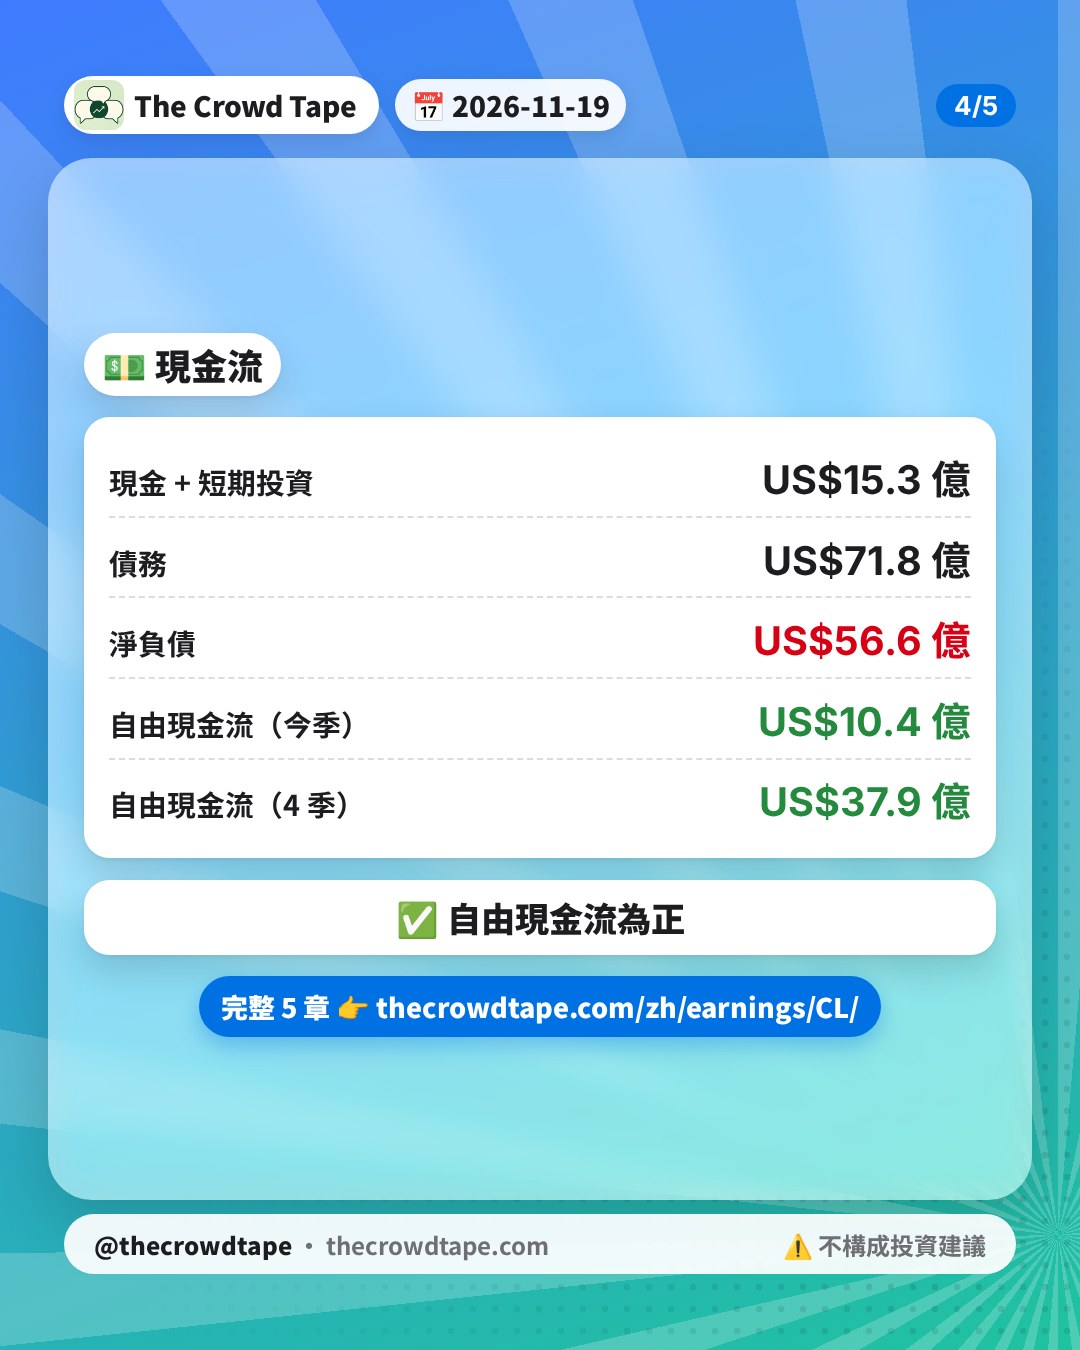 The Crowd Tape
2026-11-19
4/5
現金流
現金 + 短期投資 US$15.3 億
債務 US$71.8 億
淨負債 US$56.6 億
自由現金流（今季） US$10.4 億
自由現金流（4 季） US$37.9 億
✅ 自由現金流為正
完整 5 章 👉 thecrowdtape.com/zh/earnings/CL/
@thecrowdtape • thecrowdtape.com
⚠️ 不構成投資建議